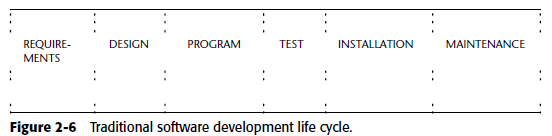 REQUIRE-
MENTS
DESIGN
PROGRAM
TEST
INSTALLATION
MAINTENANCE
Figure 2-6 Traditional software development life cycle.